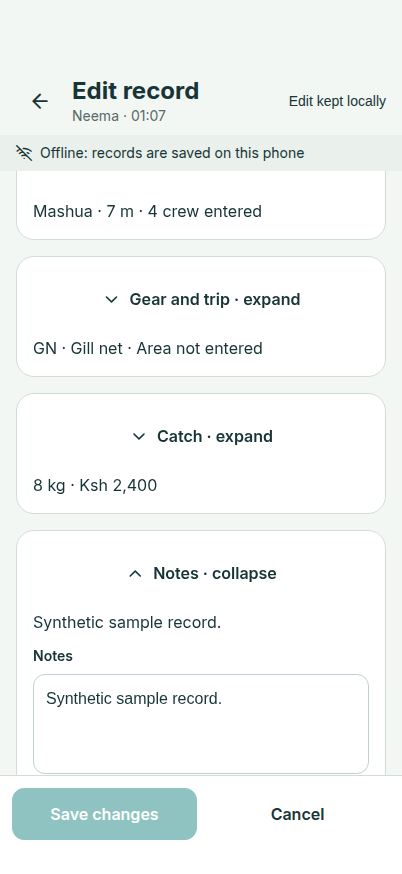 Edit record
Neema · 01:07
Edit kept locally
Offline: records are saved on this phone
Mashua · 7 m · 4 crew entered
Gear and trip · expand
GN · Gill net · Area not entered
Catch · expand
8 kg · Ksh 2,400
Notes · collapse
Synthetic sample record.
Notes
Synthetic sample record.
Save changes
Cancel